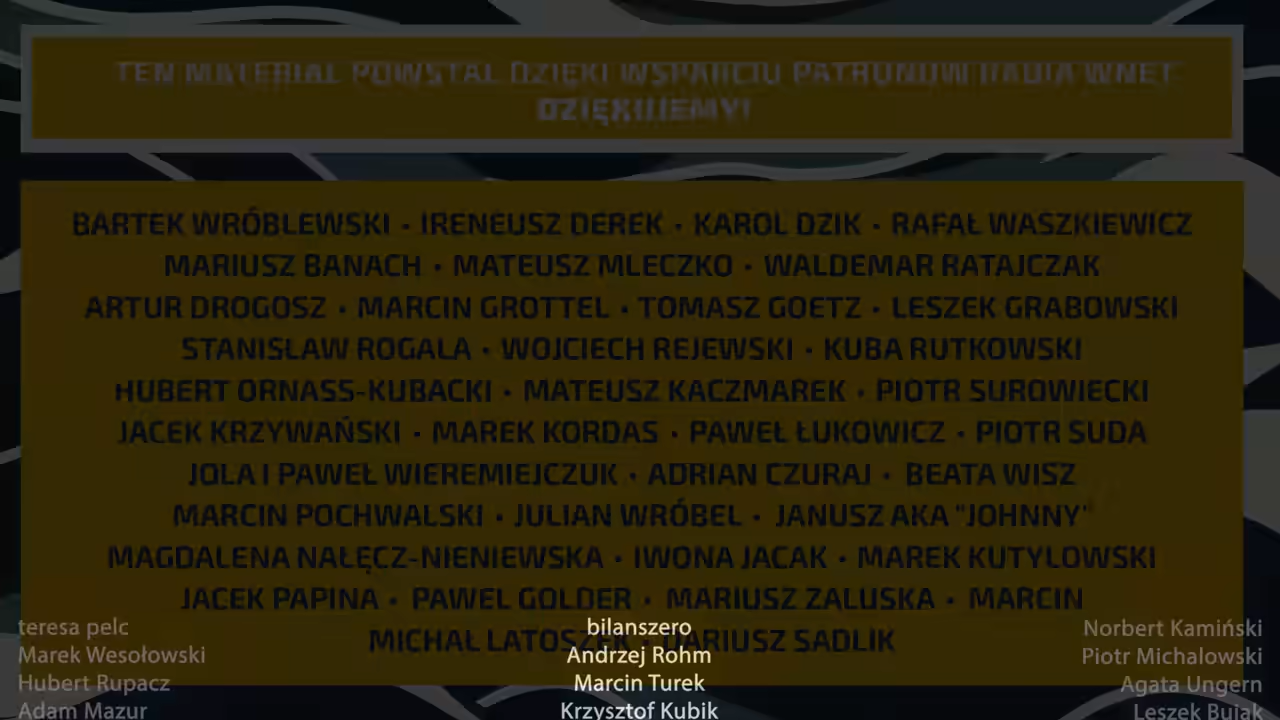 TEN MATERIAŁ POWSTAŁ DZIĘKI WSPARCIU PATRONÓW RADIA WNET
DZIĘKUJEMY!
BARTEK WRÓBLEWSKI • IRENEUSZ DEREK • KAROL DZIK • RAFAŁ WASZKIEWICZ
MARIUSZ BANACH • MATEUSZ MLECZKO • WALDEMAR RATAJCZAK
ARTUR DROGOSZ • MARCIN GROTTEL • TOMASZ GOETZ • LESZEK GRABOWSKI
STANISŁAW ROGALA • WOJCIECH REJEWSKI • KUBA RUTKOWSKI
HUBERT ORNASS-KUBACKI • MATEUSZ KACZMAREK • PIOTR SUROWIECKI
JACEK KRZYWAŃSKI • MAREK KORDAS • PAWEŁ ŁUKOWICZ • PIOTR SUDA
JOLA I PAWEŁ WIEREMIEJCZUK • ADRIAN CZURAJ • BEATA WISZ
MARCIN POCHWALSKI • JULIAN WRÓBEL • JANUSZ AKA "JOHNNY"
MAGDALENA NAŁĘCZ-NIENIEWSKA • IWONA JACAK • MAREK KUTYLOWSKI
JACEK PAPINA • PAWEL GOLDER • MARIUSZ ZALUSKA • MARCIN
MICHAŁ LATOSZEK • DARIUSZ SADLIK
teresa pelc
Marek Wesołowski
Hubert Rupacz
Adam Mazur
bilanszero
Andrzej Rohm
Marcin Turek
Krzysztof Kubik
Norbert Kamiński
Piotr Michalowski
Agata Ungern
Leszek Bujak